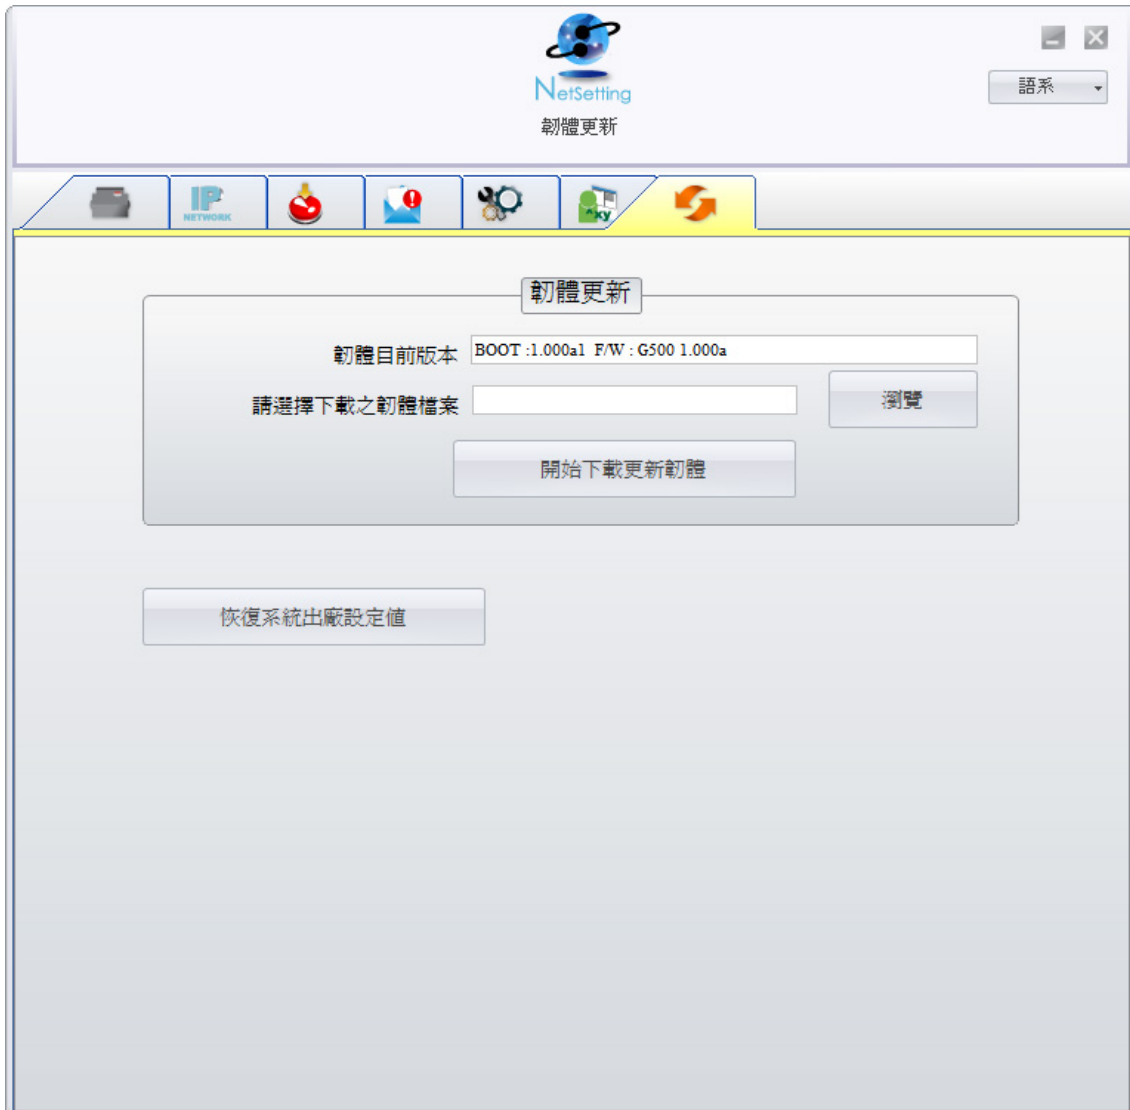 NetSetting
語系
韌體更新
IP
NETWORK
xy
韌體更新
韌體目前版本 BOOT :1.000a1 F/W : G500 1.000a
請選擇下載之韌體檔案 瀏覽
開始下載更新韌體
恢復系統出廠設定值